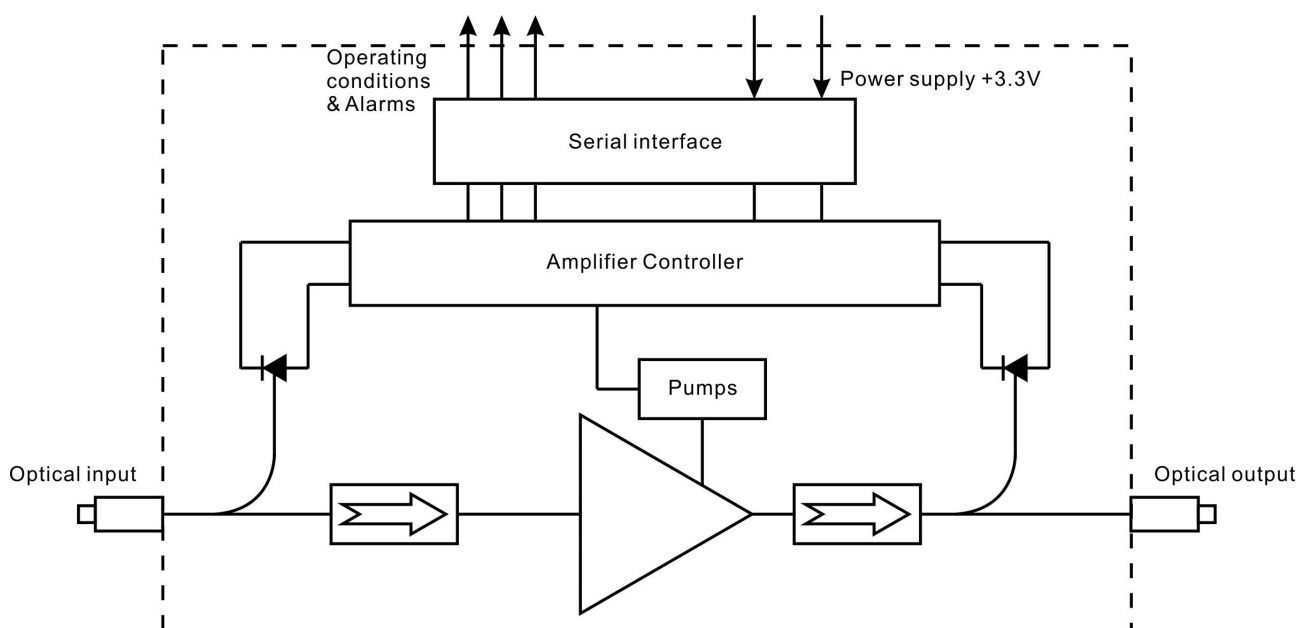 Operating
conditions
& Alarms
Power supply +3.3V
Serial interface
Amplifier Controller
Pumps
Optical input
Optical output